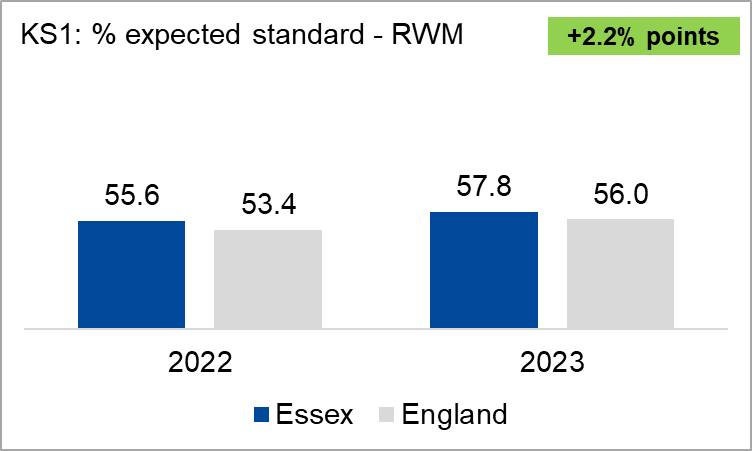 KS1: % expected standard - RWM
+2.2% points
55.6
53.4
57.8
56.0
2022
2023
Essex
England